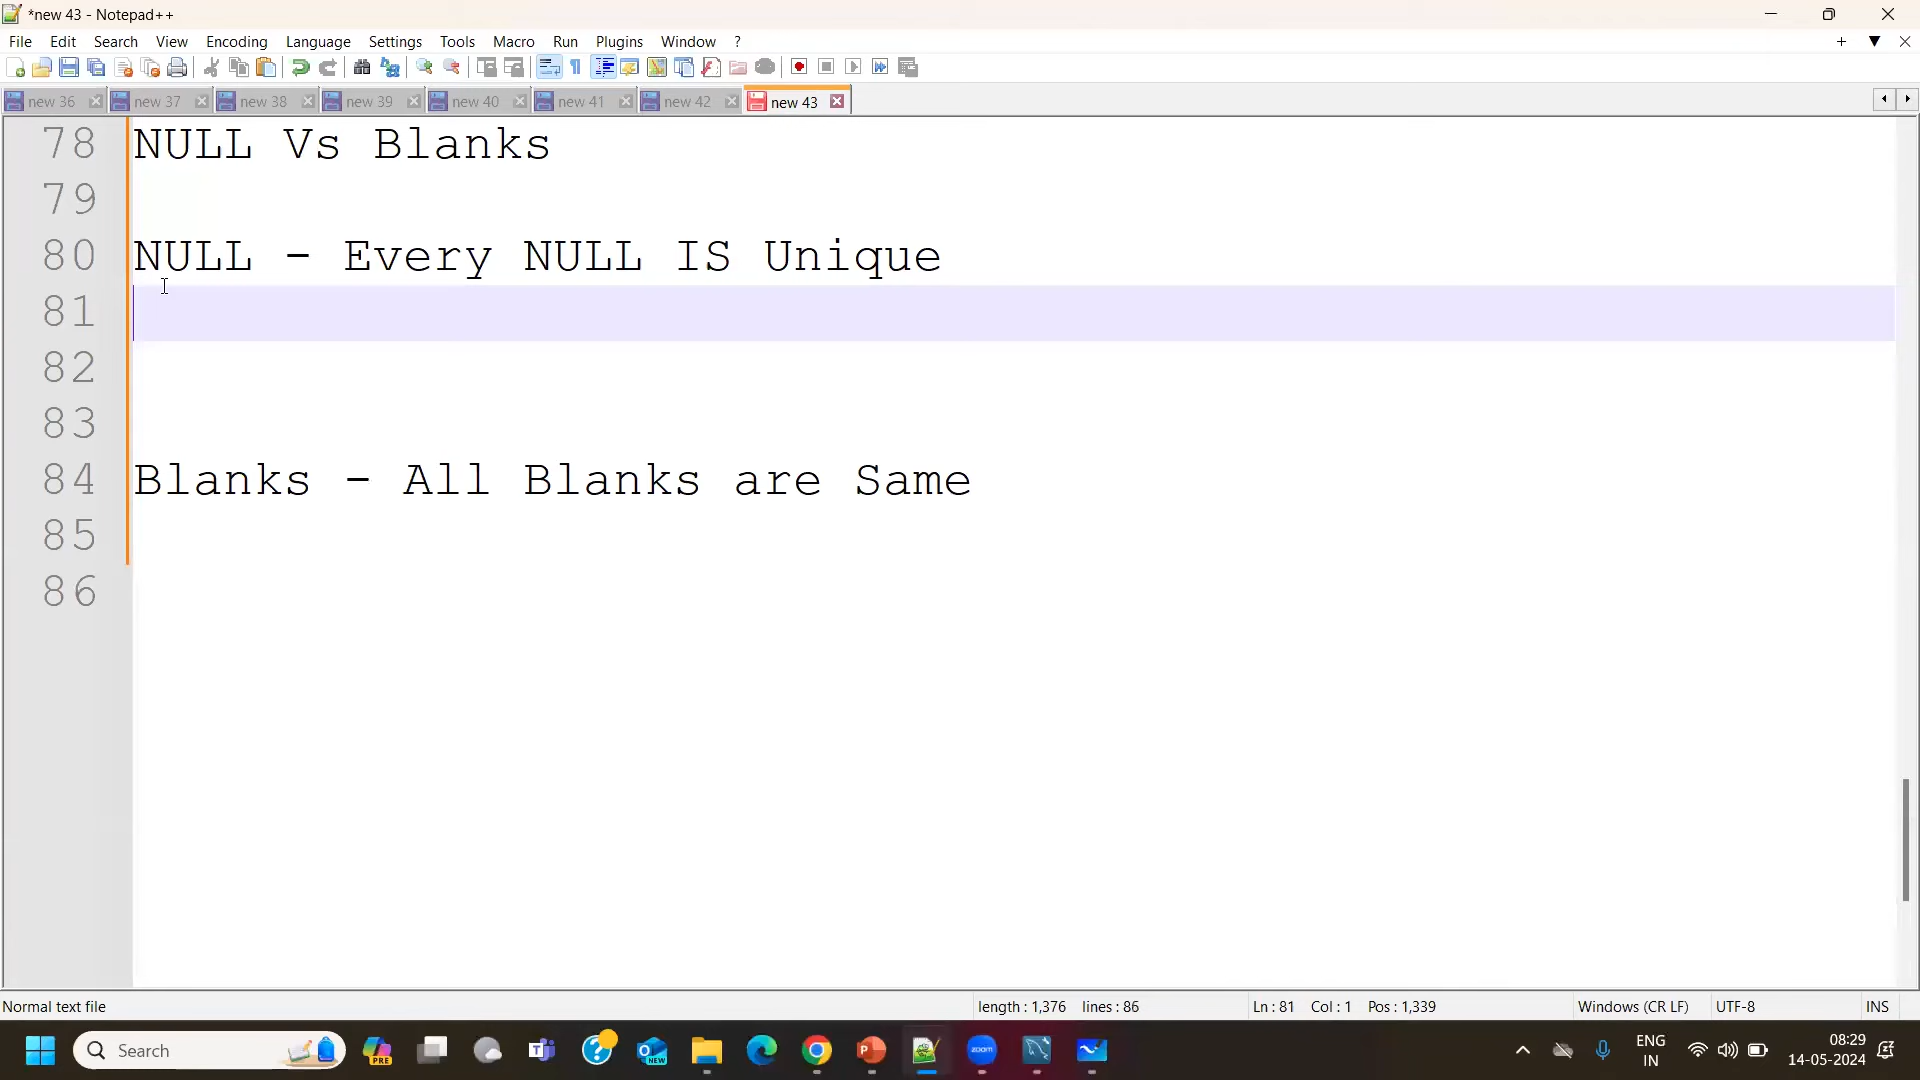 *new 43 - Notepad++
File Edit Search View Encoding Language Settings Tools Macro Run Plugins Window ?
new 36 new 37 new 38 new 39 new 40 new 41 new 42 new 43
78 NULL Vs Blanks
79
80 NULL - Every NULL IS Unique
81
82
83
84 Blanks - All Blanks are Same
85
86
Normal text file length : 1,376 lines : 86 Ln : 81 Col : 1 Pos : 1,339 Windows (CR LF) UTF-8 INS
Search PRE NEW zoom ENG 08:29
IN 14-05-2024